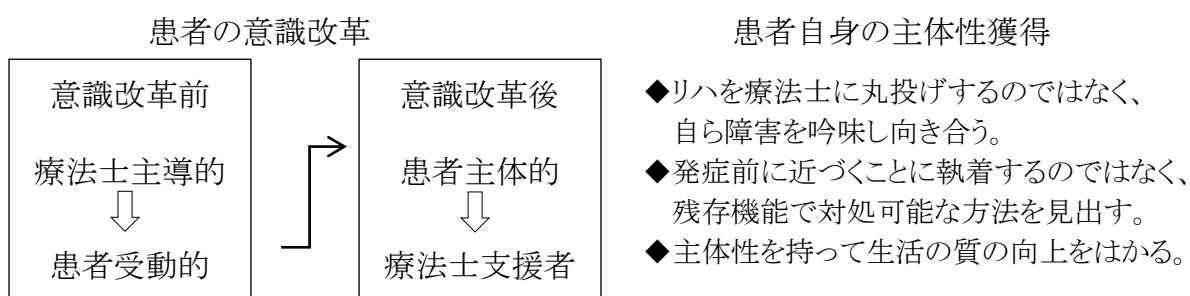 患者の意識改革
意識改革前
療法士主導的
患者受動的
意識改革後
患者主体的
療法士支援者
患者自身の主体性獲得
◆リハを療法士に丸投げするのではなく、
自ら障害を吟味し向き合う。
◆発症前に近づくことに執着するのではなく、
残存機能で対処可能な方法を見出す。
◆主体性を持って生活の質の向上をはかる。